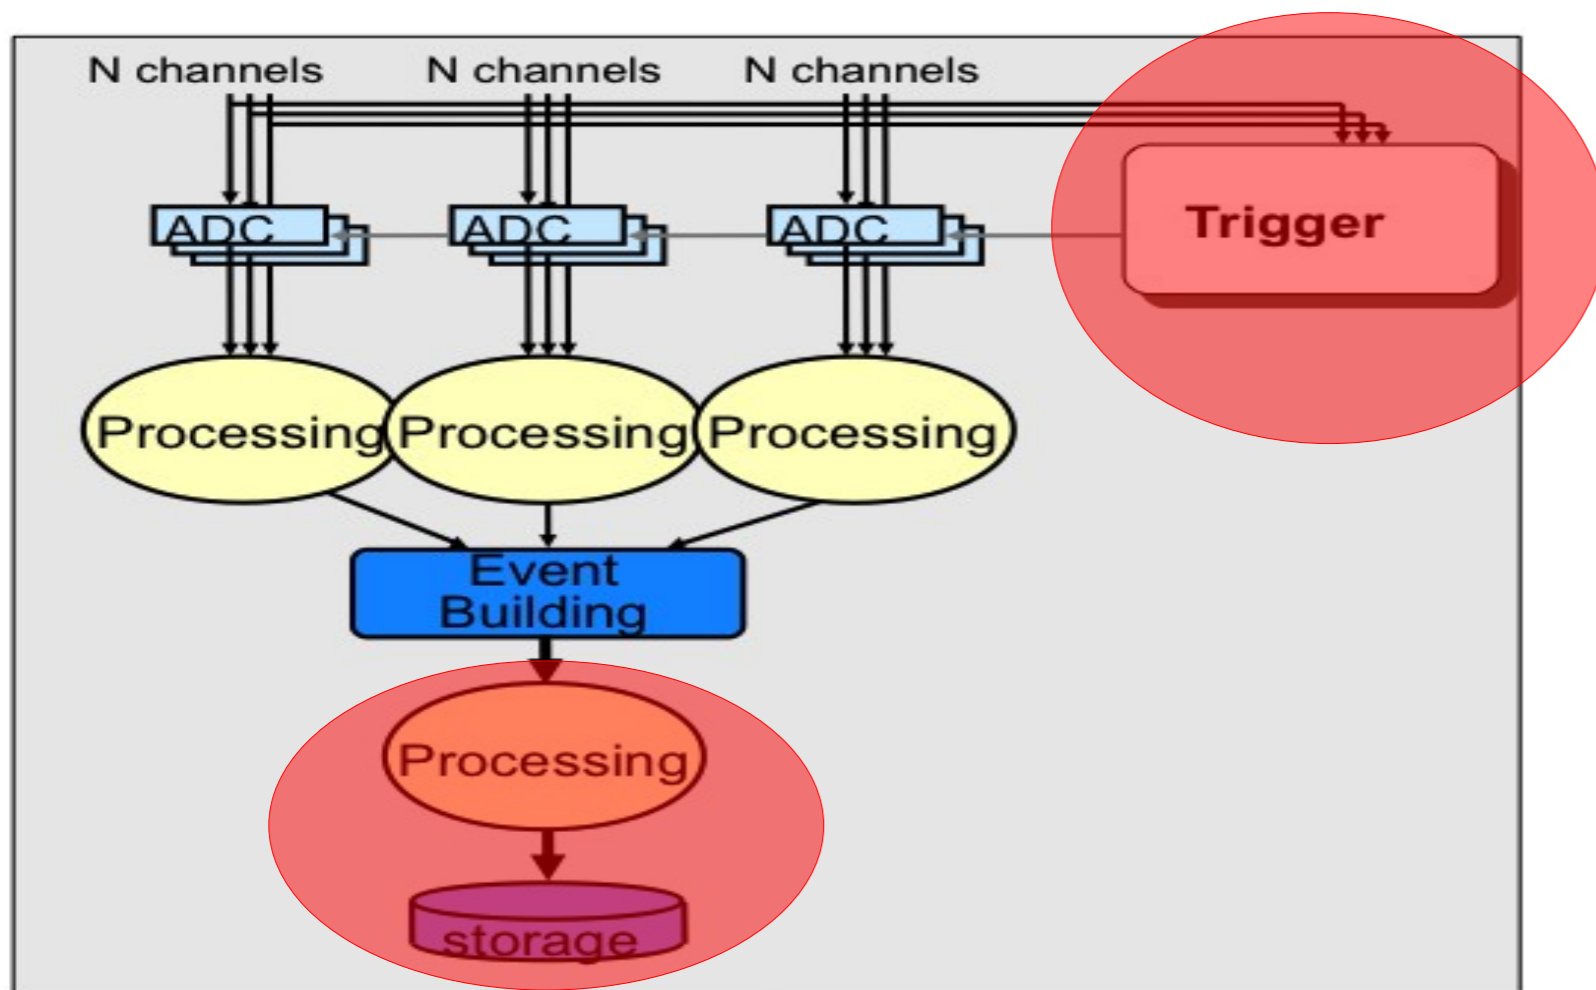 N channels
N channels
N channels
Trigger
ADC
ADC
ADC
Processing
Processing
Processing
Event
Building
Processing
storage